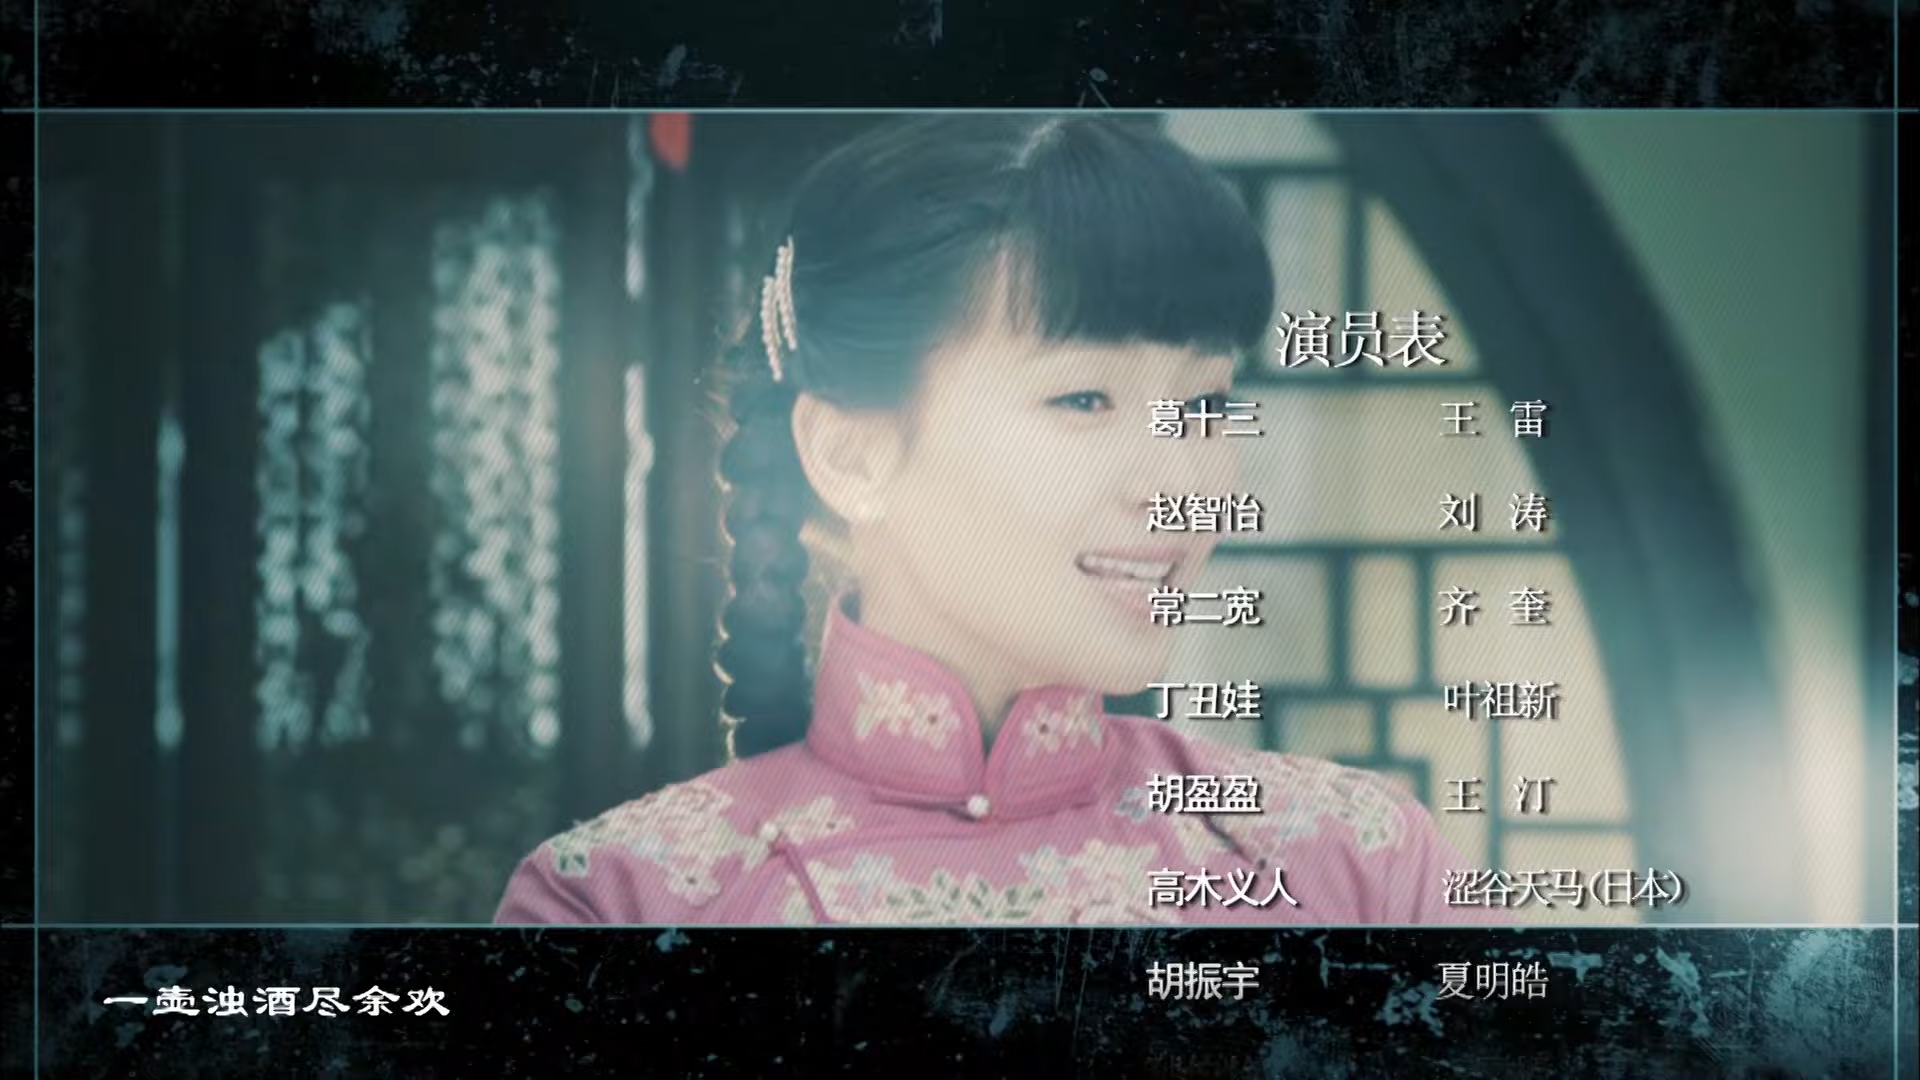 演员表
葛十三 王 雷
赵智怡 刘 涛
常二宽 齐 奎
丁丑娃 叶祖新
胡盈盈 王 汀
高木义人 涩谷天马(日本)
胡振宇 夏明皓
一壶浊酒尽余欢